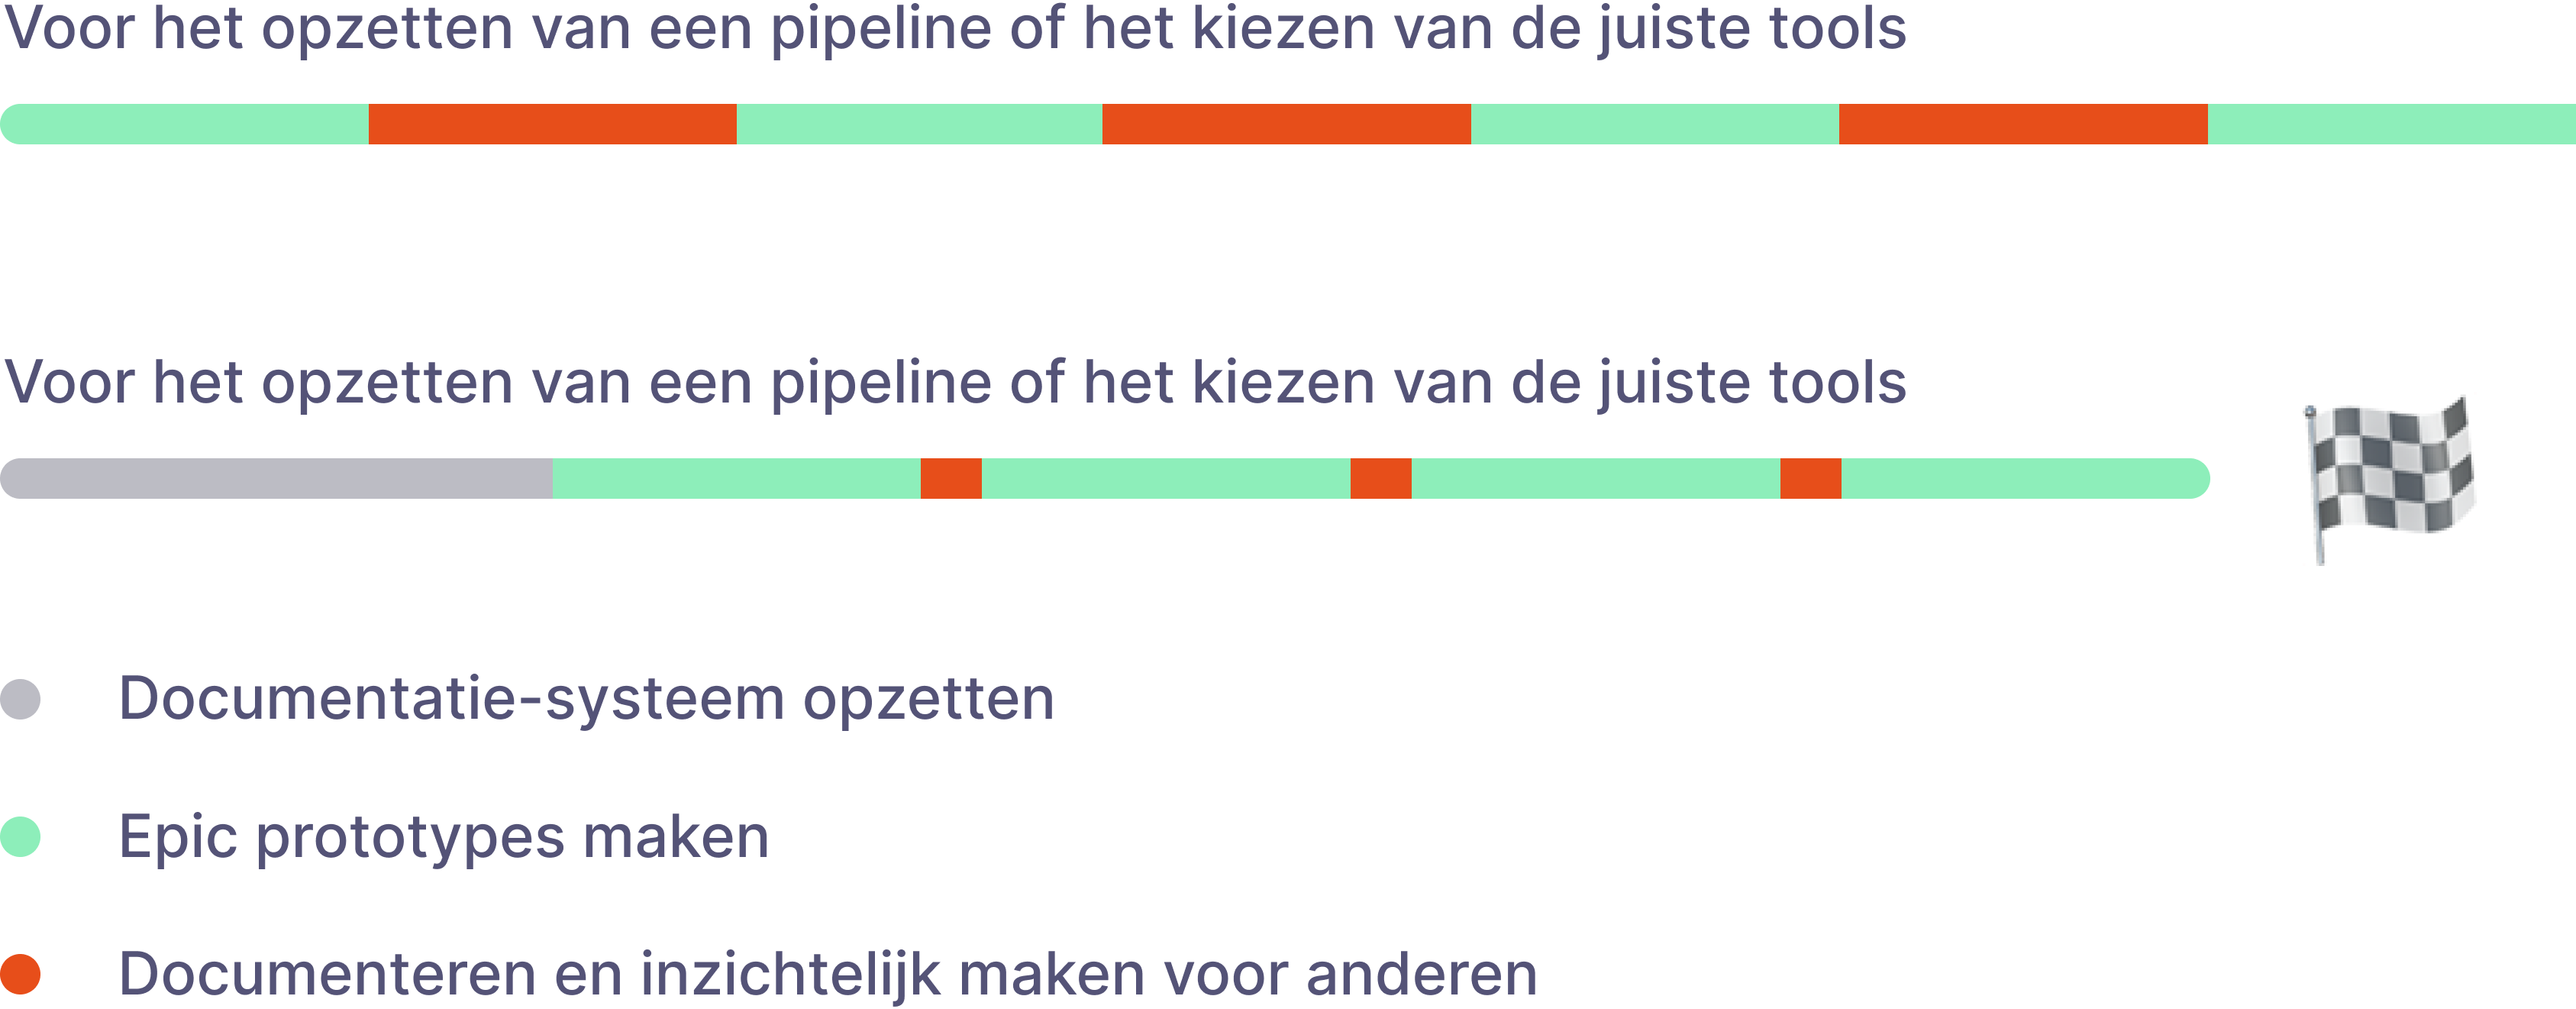 Voor het opzetten van een pipeline of het kiezen van de juiste tools
Voor het opzetten van een pipeline of het kiezen van de juiste tools
Documentatie-systeem opzetten
Epic prototypes maken
Documenteren en inzichtelijk maken voor anderen